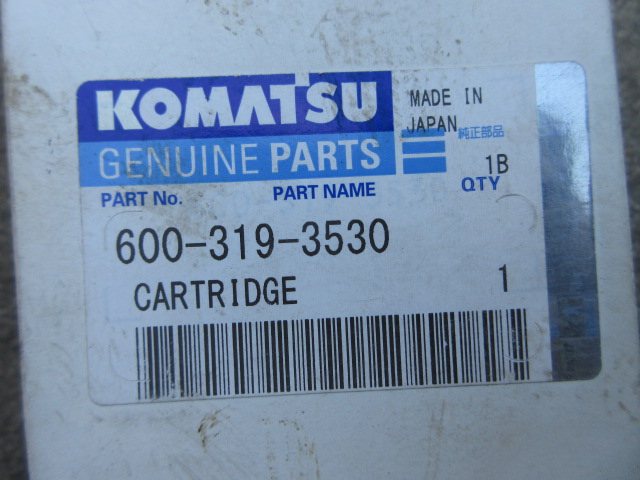 KOMATSU
MADE IN
JAPAN
純正部品
GENUINE PARTS
1B
PART No.
PART NAME
QTY
600-319-3530
CARTRIDGE
1